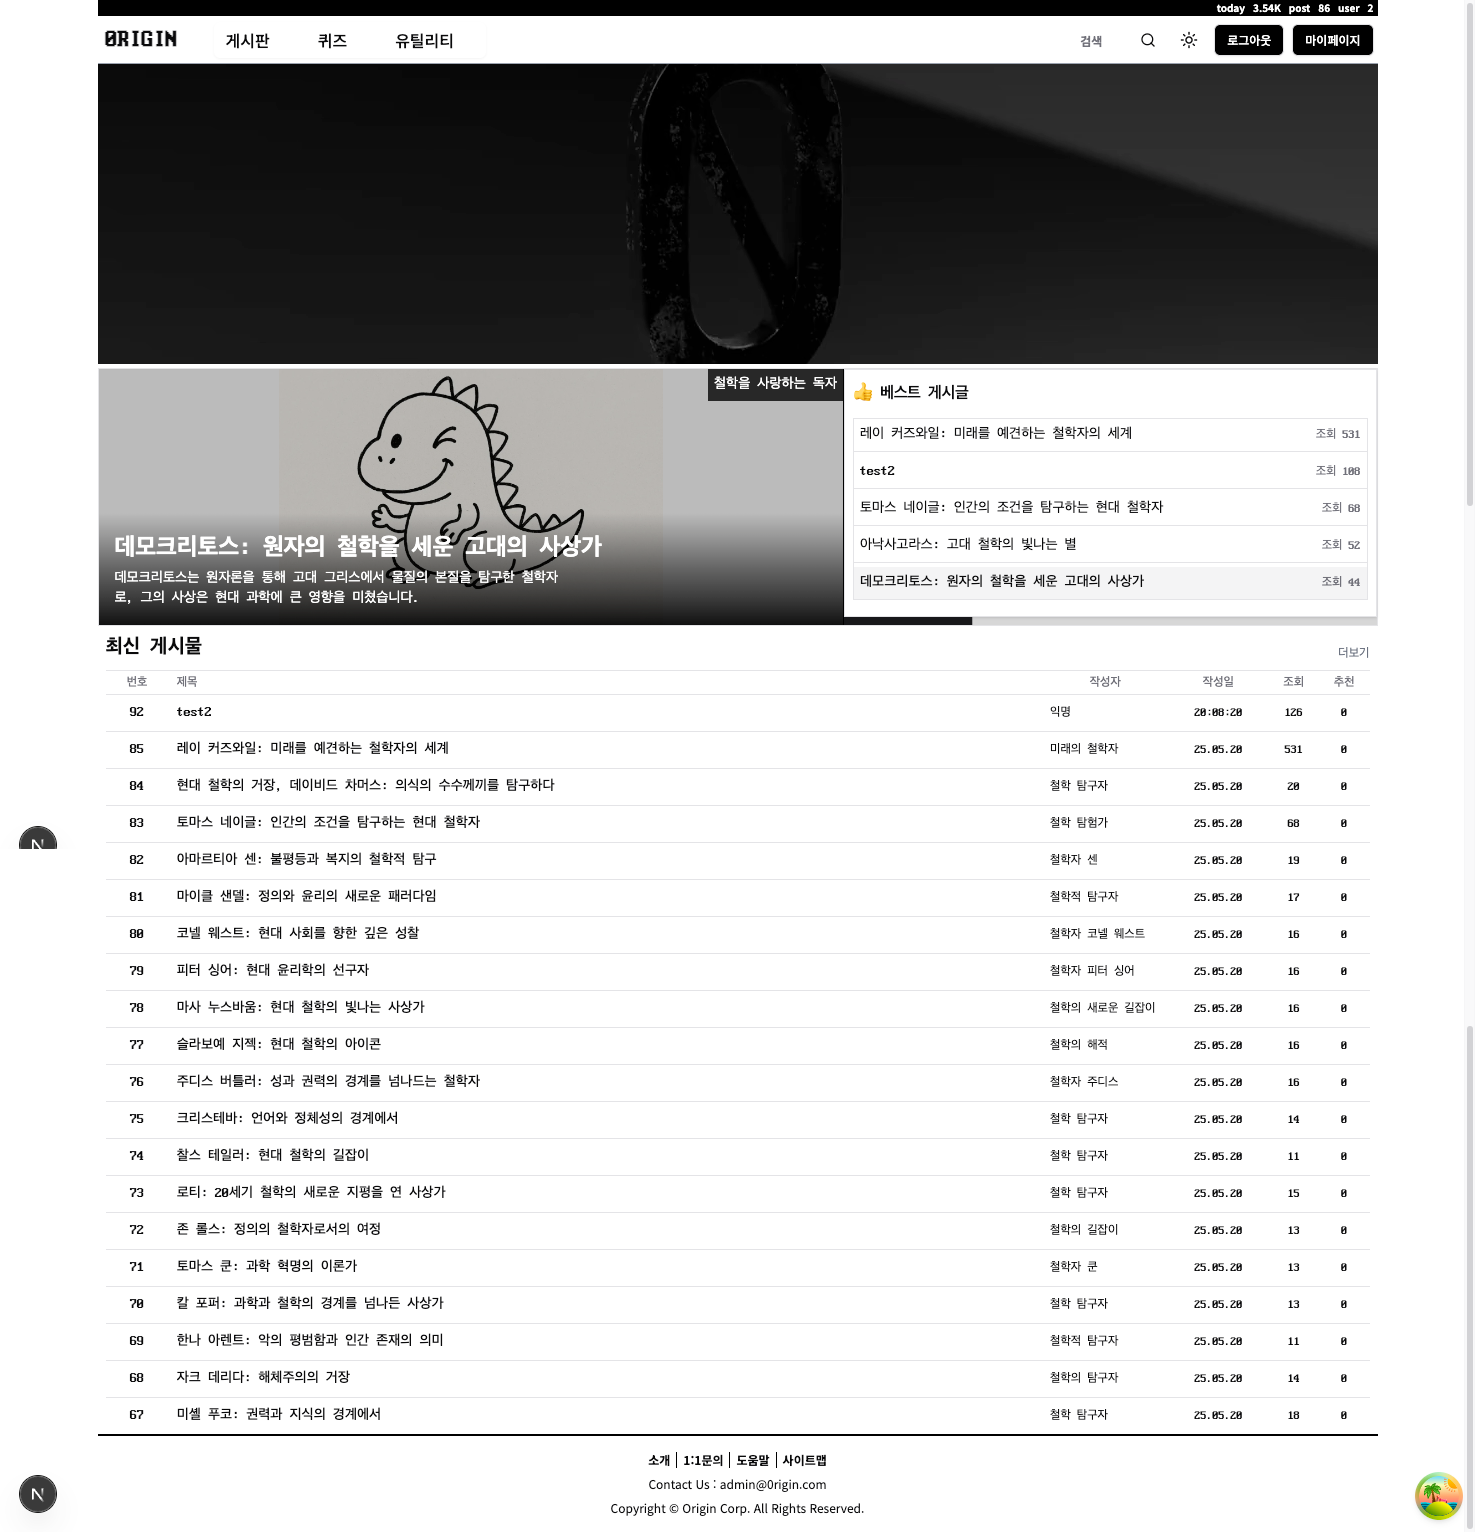 today 3.54K post 86 user 2
0RIGIN 게시판 퀴즈 유틸리티 검색 로그아웃 마이페이지
철학을 사랑하는 독자
데모크리토스: 원자의 철학을 세운 고대의 사상가
데모크리토스는 원자론을 통해 고대 그리스에서 물질의 본질을 탐구한 철학자
로, 그의 사상은 현대 과학에 큰 영향을 미쳤습니다.
👍 베스트 게시글
레이 커즈와일: 미래를 예견하는 철학자의 세계 조회 531
test2 조회 108
토마스 네이글: 인간의 조건을 탐구하는 현대 철학자 조회 68
아낙사고라스: 고대 철학의 빛나는 별 조회 52
데모크리토스: 원자의 철학을 세운 고대의 사상가 조회 44
최신 게시물 더보기
번호 제목 작성자 작성일 조회 추천
92 test2 익명 20:08:20 126 0
85 레이 커즈와일: 미래를 예견하는 철학자의 세계 미래의 철학자 25.05.20 531 0
84 현대 철학의 거장, 데이비드 차머스: 의식의 수수께끼를 탐구하다 철학 탐구자 25.05.20 20 0
83 토마스 네이글: 인간의 조건을 탐구하는 현대 철학자 철학 탐험가 25.05.20 68 0
82 아마르티아 센: 불평등과 복지의 철학적 탐구 철학자 센 25.05.20 19 0
81 마이클 샌델: 정의와 윤리의 새로운 패러다임 철학적 탐구자 25.05.20 17 0
80 코넬 웨스트: 현대 사회를 향한 깊은 성찰 철학자 코넬 웨스트 25.05.20 16 0
79 피터 싱어: 현대 윤리학의 선구자 철학자 피터 싱어 25.05.20 16 0
78 마사 누스바움: 현대 철학의 빛나는 사상가 철학의 새로운 길잡이 25.05.20 16 0
77 슬라보예 지젝: 현대 철학의 아이콘 철학의 해적 25.05.20 16 0
76 주디스 버틀러: 성과 권력의 경계를 넘나드는 철학자 철학자 주디스 25.05.20 16 0
75 크리스테바: 언어와 정체성의 경계에서 철학 탐구자 25.05.20 14 0
74 찰스 테일러: 현대 철학의 길잡이 철학 탐구자 25.05.20 11 0
73 로티: 20세기 철학의 새로운 지평을 연 사상가 철학 탐구자 25.05.20 15 0
72 존 롤스: 정의의 철학자로서의 여정 철학의 길잡이 25.05.20 13 0
71 토마스 쿤: 과학 혁명의 이론가 철학자 쿤 25.05.20 13 0
70 칼 포퍼: 과학과 철학의 경계를 넘나든 사상가 철학 탐구자 25.05.20 13 0
69 한나 아렌트: 악의 평범함과 인간 존재의 의미 철학적 탐구자 25.05.20 11 0
68 자크 데리다: 해체주의의 거장 철학의 탐구자 25.05.20 14 0
67 미셸 푸코: 권력과 지식의 경계에서 철학 탐구자 25.05.20 18 0
소개 | 1:1문의 | 도움말 | 사이트맵
Contact Us : admin@0rigin.com
Copyright © Origin Corp. All Rights Reserved.
N